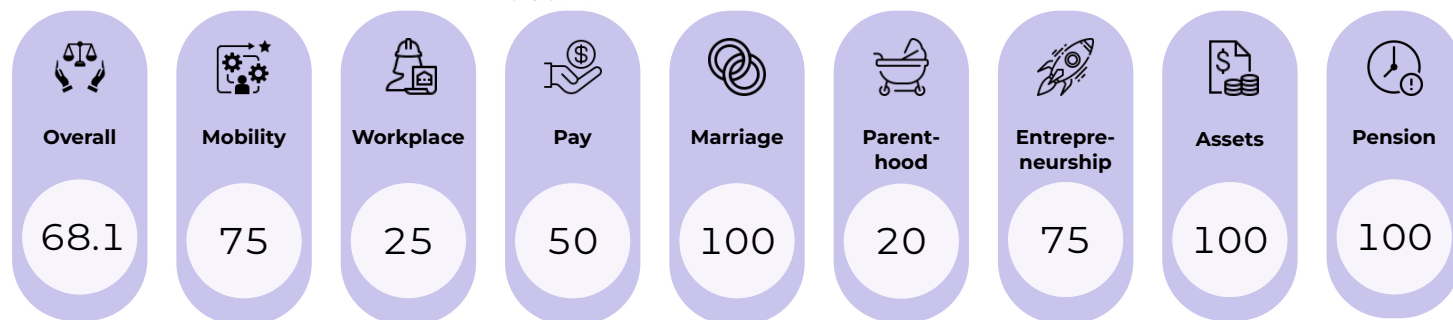 Overall
Mobility
Workplace
Pay
Marriage
Parent-
hood
Entrepre-
neurship
Assets
Pension
$
$
!
68.1
75
25
50
100
20
75
100
100